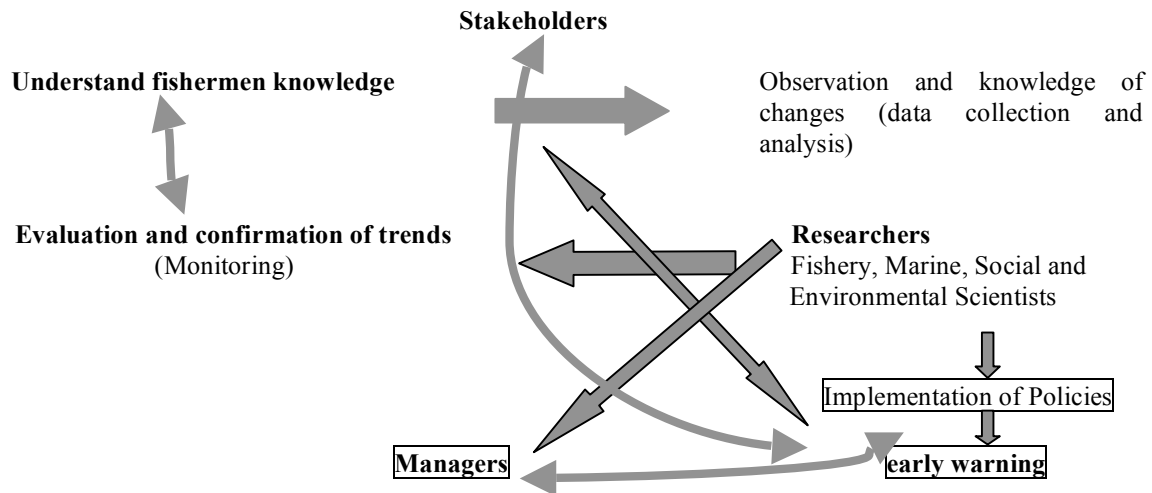 Stakeholders
Understand fishermen knowledge
Observation and knowledge of
changes (data collection and
analysis)
Evaluation and confirmation of trends
(Monitoring)
Researchers
Fishery, Marine, Social and
Environmental Scientists
Implementation of Policies
Managers
early warning